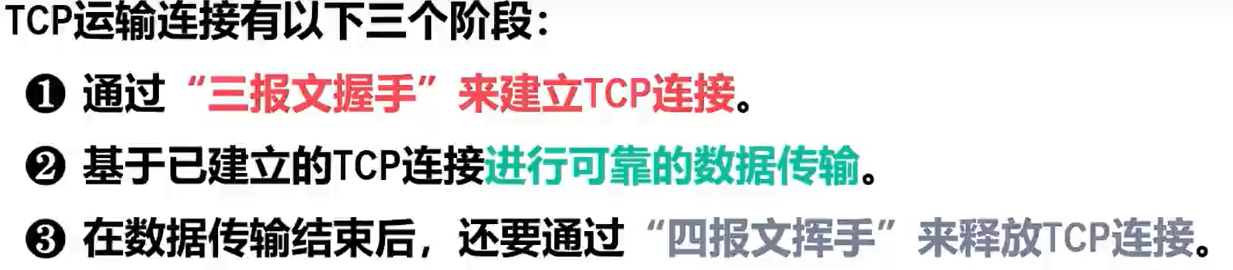 TCP运输连接有以下三个阶段：
❶ 通过“三报文握手”来建立TCP连接。
❷ 基于已建立的TCP连接进行可靠的数据传输。
❸ 在数据传输结束后，还要通过“四报文挥手”来释放TCP连接。